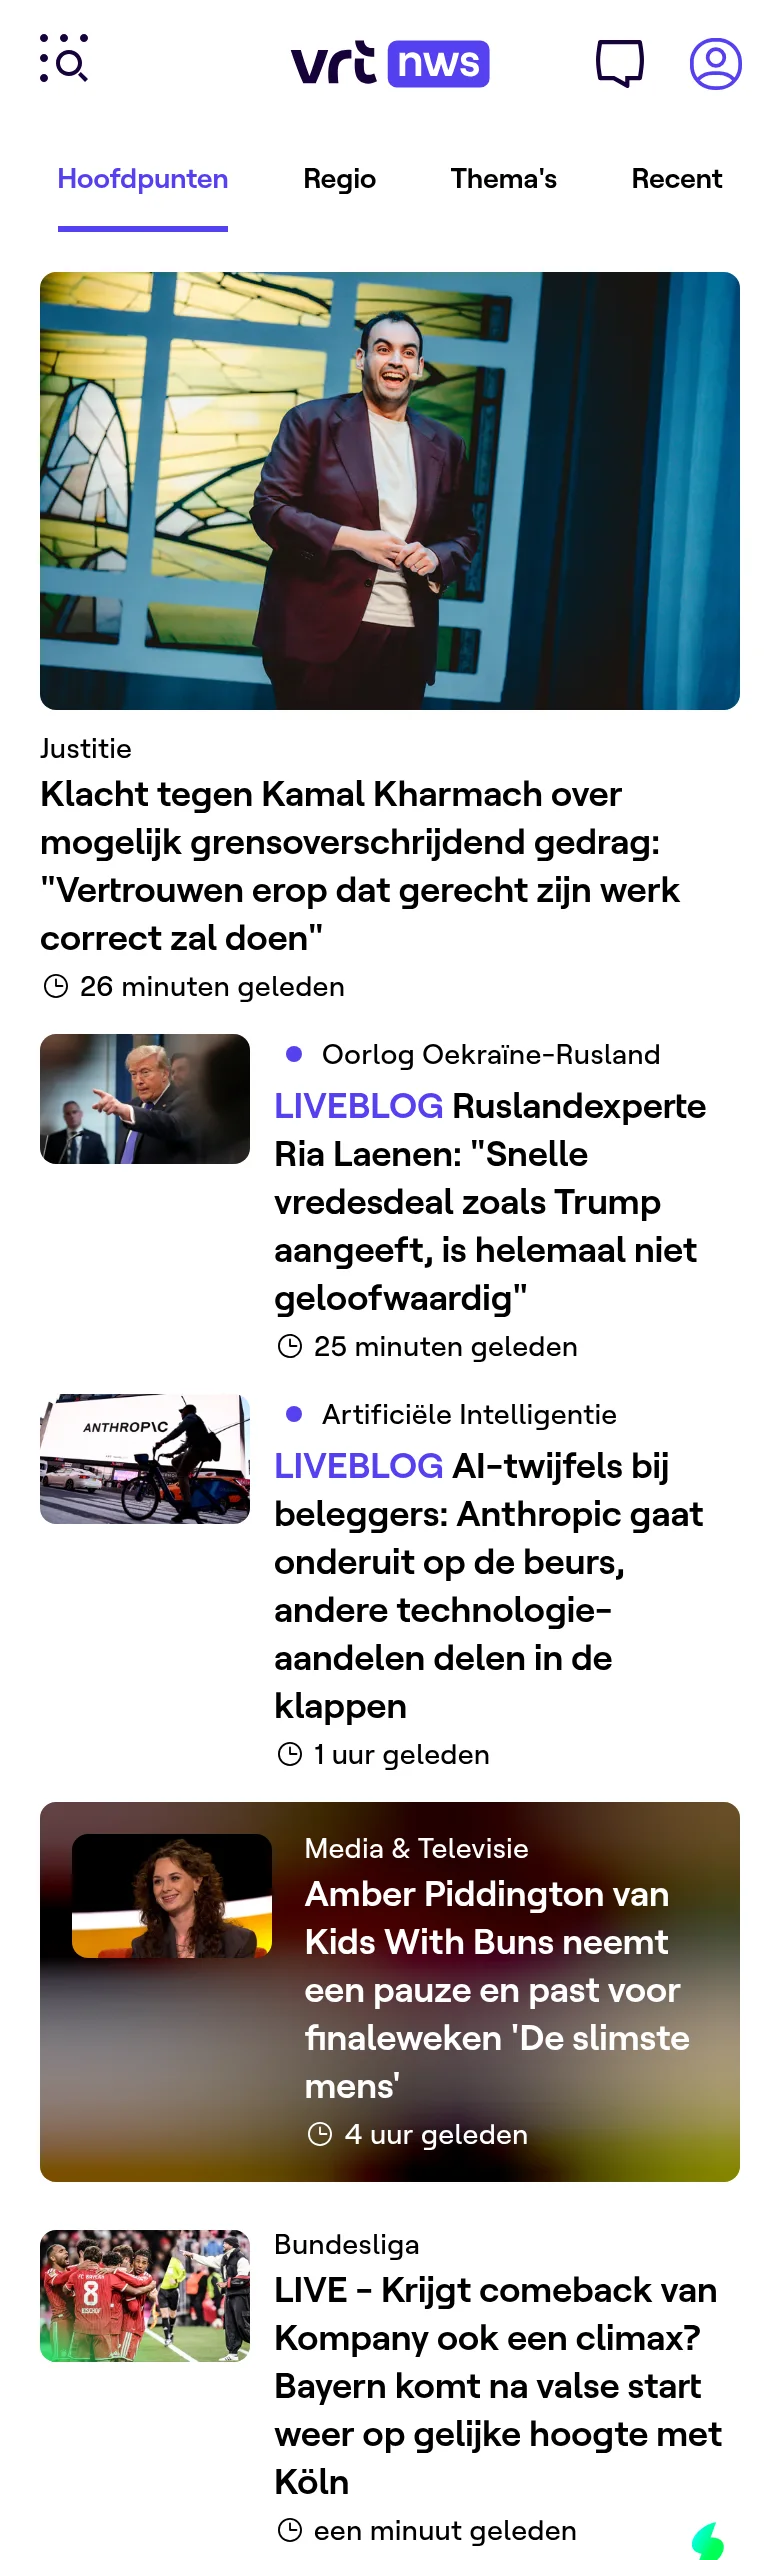 vrt nws
Hoofdpunten Regio Thema's Recent
Justitie
Klacht tegen Kamal Kharmach over
mogelijk grensoverschrijdend gedrag:
"Vertrouwen erop dat gerecht zijn werk
correct zal doen"
26 minuten geleden
Oorlog Oekraïne-Rusland
LIVEBLOG Ruslandexperte
Ria Laenen: "Snelle
vredesdeal zoals Trump
aangeeft, is helemaal niet
geloofwaardig"
25 minuten geleden
ANTHROP\C
Artificiële Intelligentie
LIVEBLOG AI-twijfels bij
beleggers: Anthropic gaat
onderuit op de beurs,
andere technologie-
aandelen delen in de
klappen
1 uur geleden
Media & Televisie
Amber Piddington van
Kids With Buns neemt
een pauze en past voor
finaleweken 'De slimste
mens'
4 uur geleden
8
Bundesliga
LIVE - Krijgt comeback van
Kompany ook een climax?
Bayern komt na valse start
weer op gelijke hoogte met
Köln
een minuut geleden